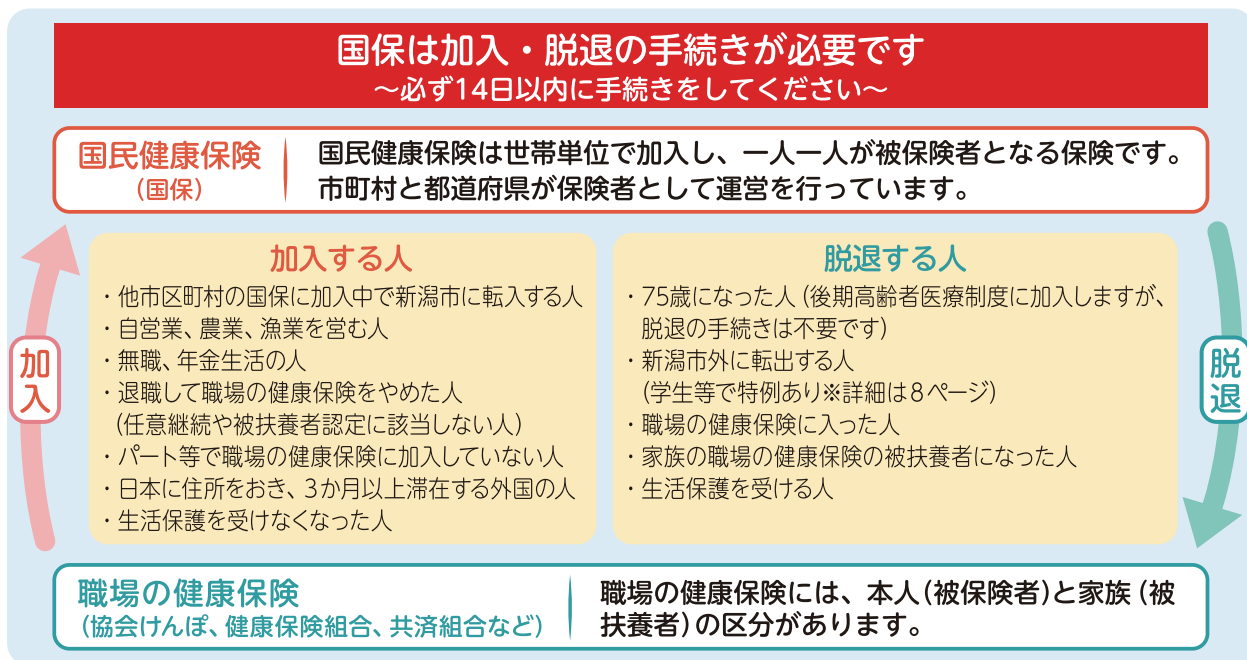 国保は加入・脱退の手続きが必要です
～必ず14日以内に手続きをしてください～
国民健康保険
（国保）
国民健康保険は世帯単位で加入し、一人一人が被保険者となる保険です。
市町村と都道府県が保険者として運営を行っています。
加入
加入する人
・他市区町村の国保に加入中で新潟市に転入する人
・自営業、農業、漁業を営む人
・無職、年金生活の人
・退職して職場の健康保険をやめた人
（任意継続や被扶養者認定に該当しない人）
・パート等で職場の健康保険に加入していない人
・日本に住所をおき、3か月以上滞在する外国の人
・生活保護を受けなくなった人
脱退する人
・75歳になった人（後期高齢者医療制度に加入しますが、
脱退の手続きは不要です）
・新潟市外に転出する人
（学生等で特例あり※詳細は8ページ）
・職場の健康保険に入った人
・家族の職場の健康保険の被扶養者になった人
・生活保護を受ける人
脱退
職場の健康保険
（協会けんぽ、健康保険組合、共済組合など）
職場の健康保険には、本人（被保険者）と家族（被
扶養者）の区分があります。